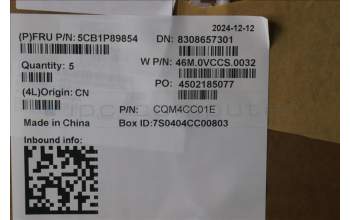 2024-12-12
(P)FRU P/N: 5CB1P89854 DN: 8308657301
Quantity: 5 W P/N: 46M.0VCCS.0032
PO: 4502185077
(4L)Origin: CN
P/N: CQM4CC01E
Made in China Box ID:7S0404CC00803
Inbound info: